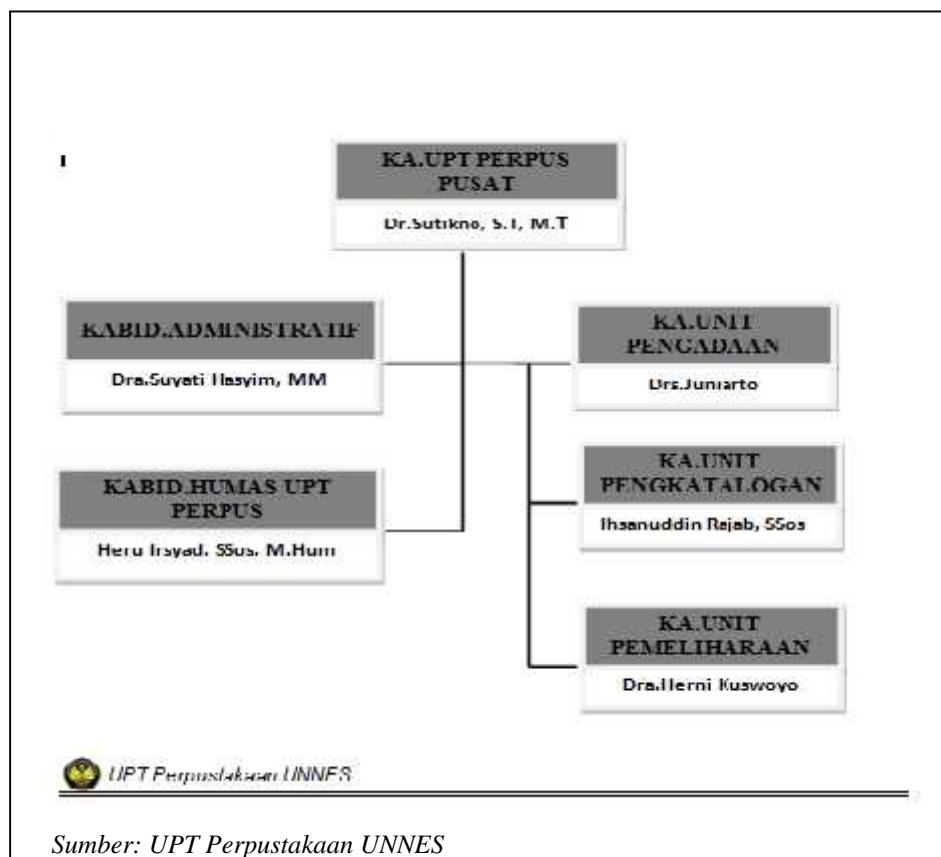 KA.UPT PERPUS
PUSAT
Dr.Sutikno, S.T, M.T
KABID.ADMINISTRATIF
Dra.Suyati Hasyim, MM
KA.UNIT
PENGADAAN
Drs.Juniarto
KABID.HUMAS UPT
PERPUS
Heru Irsyad, SSos, M.Hum
KA.UNIT
PENGKATALOGAN
Ihsanuddin Rajab, SSos
KA.UNIT
PEMELIHARAAN
Dra.Herni Kuswoyo
UPT Perpustakaan UNNES
Sumber: UPT Perpustakaan UNNES